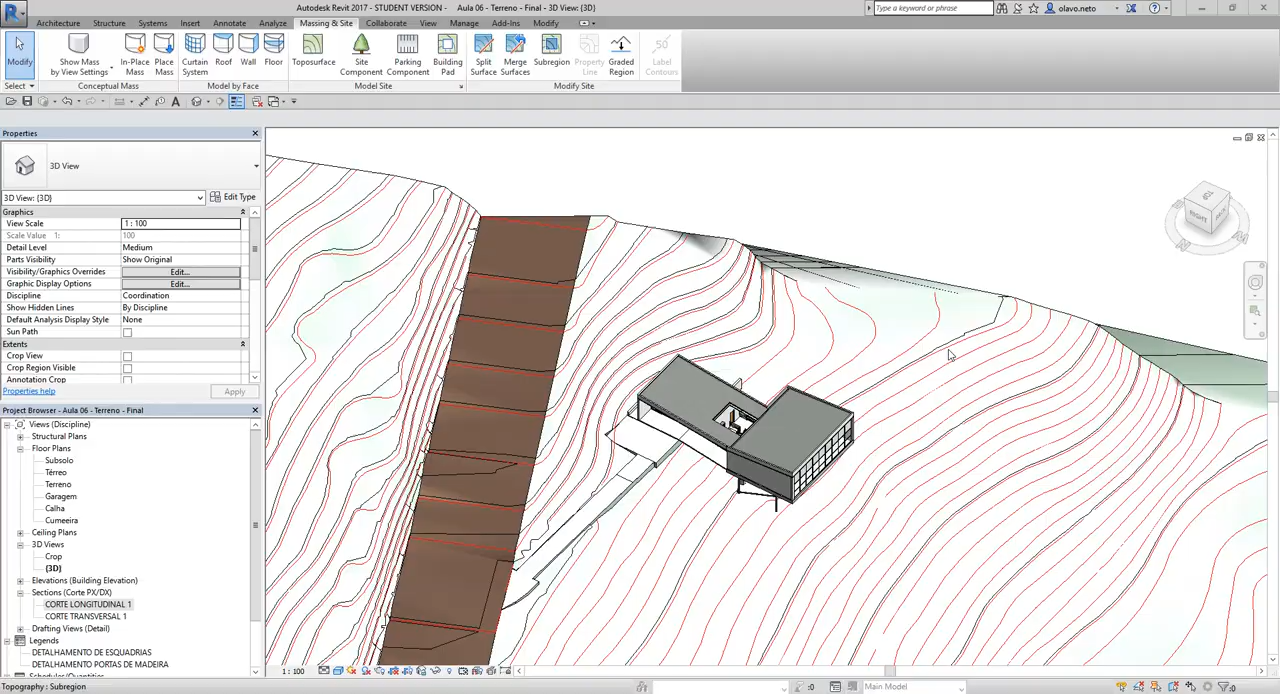 Autodesk Revit 2017 - STUDENT VERSION - Aula 06 - Terreno - Final - 3D View: {3D}
Type a keyword or phrase
olavo.neto
Architecture Structure Systems Insert Annotate Analyze Massing & Site Collaborate View Manage Add-Ins Modify
Modify
Show Mass by View Settings
In-Place Mass
Place Mass
Curtain System
Roof
Wall
Floor
Toposurface
Site Component
Parking Component
Building Pad
Split Surface
Merge Surfaces
Subregion
Property Line
Graded Region
Label Contours
Select
Conceptual Mass
Model by Face
Model Site
Modify Site
Properties
3D View
3D View: {3D}
Edit Type
Graphics
View Scale 1 : 100
Scale Value 1: 100
Detail Level Medium
Parts Visibility Show Original
Visibility/Graphics Overrides Edit...
Graphic Display Options Edit...
Discipline Coordination
Show Hidden Lines By Discipline
Default Analysis Display Style None
Sun Path
Extents
Crop View
Crop Region Visible
Annotation Crop
Properties help
Apply
Project Browser - Aula 06 - Terreno - Final
Views (Discipline)
Structural Plans
Floor Plans
Subsolo
Térreo
Terreno
Garagem
Calha
Cumeeira
Ceiling Plans
3D Views
Crop
{3D}
Elevations (Building Elevation)
Sections (Corte PX/DX)
CORTE LONGITUDINAL 1
CORTE TRANSVERSAL 1
Drafting Views (Detail)
Legends
DETALHAMENTO DE ESQUADRIAS
DETALHAMENTO PORTAS DE MADEIRA
Schedules/Quantities
RIGHT
1 : 100
Topography : Subregion
:0
Main Model
:0